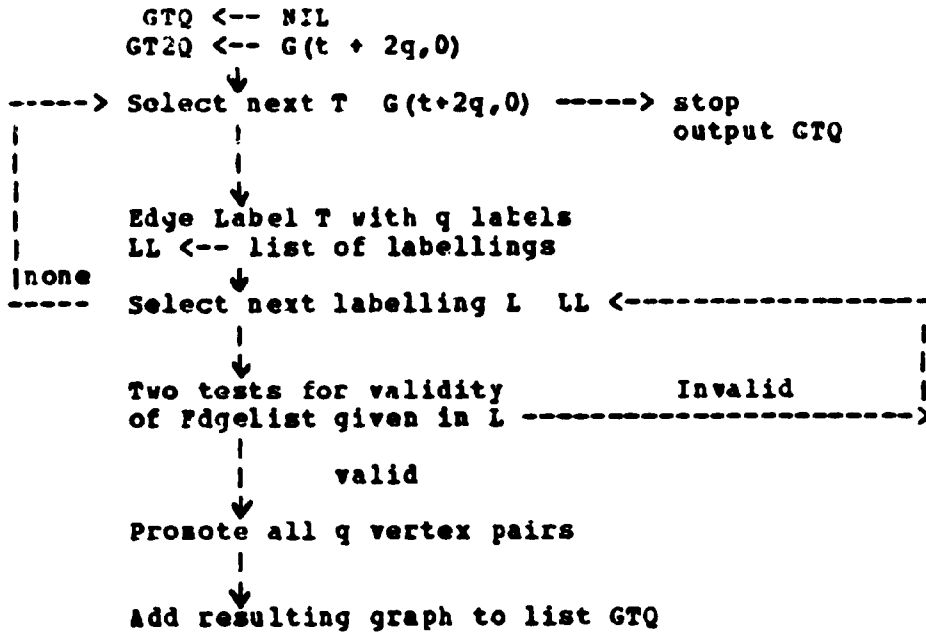 GTQ <-- NIL
GT2Q <-- G(t + 2q,0)
-----> Select next T G(t+2q,0) -----> stop
output GTQ
Edge Label T with q labels
LL <-- list of labellings
none
----- Select next labelling L LL <-----------------
Two tests for validity Invalid
of Edgelist given in L ----------------------->
valid
Promote all q vertex pairs
Add resulting graph to list GTQ